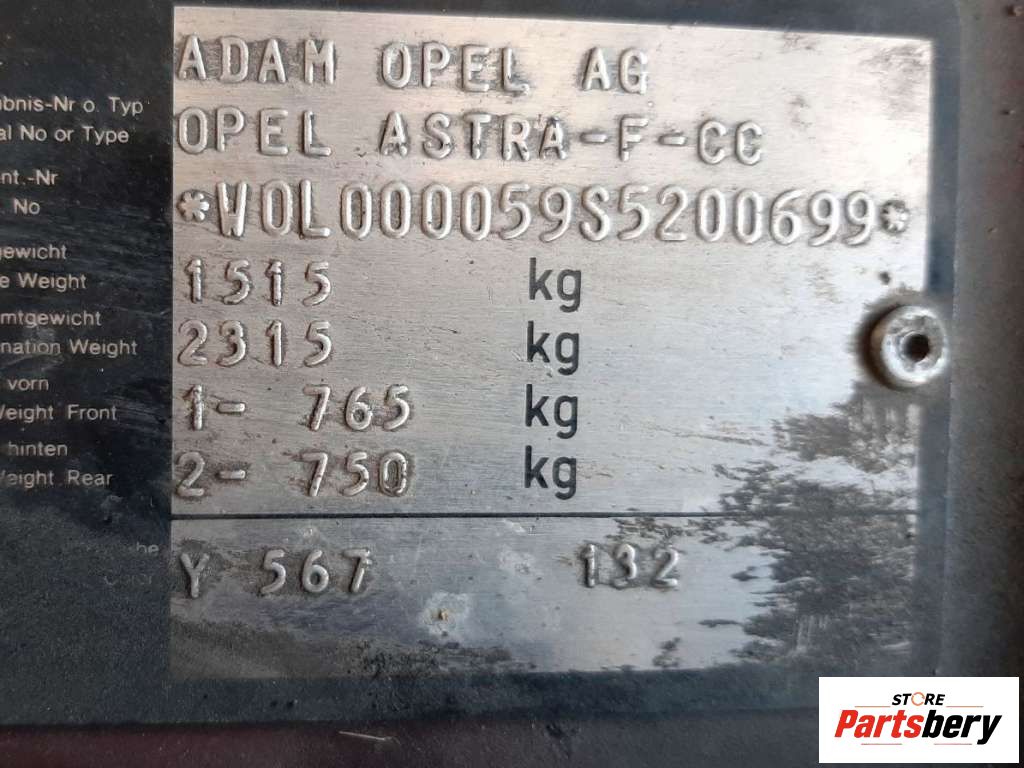 ADAM OPEL AG
bnis-Nr o. Typ
al No or Type
OPEL ASTRA-F-CC
nt.-Nr
No
*W0L000059S5200699*
gewicht
e Weight
1515 kg
mtgewicht
nation Weight
2315 kg
vorn
Weight Front
1- 765 kg
hinten
Weight Rear
2- 750 kg
Y 567 132
STORE
Partsbery